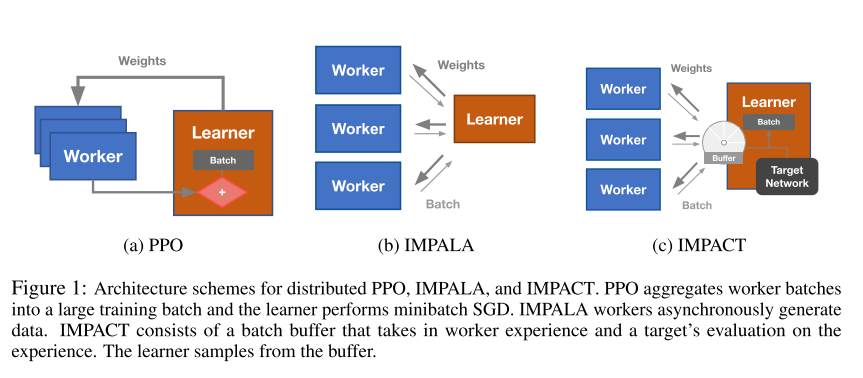 Weights
Worker
Learner
Batch
+
(a) PPO
Worker
Worker
Worker
Weights
Learner
Batch
(b) IMPALA
Worker
Worker
Worker
Weights
Learner
Batch
Buffer
Target
Network
Batch
(c) IMPACT
Figure 1: Architecture schemes for distributed PPO, IMPALA, and IMPACT. PPO aggregates worker batches
into a large training batch and the learner performs minibatch SGD. IMPALA workers asynchronously generate
data. IMPACT consists of a batch buffer that takes in worker experience and a target's evaluation on the
experience. The learner samples from the buffer.